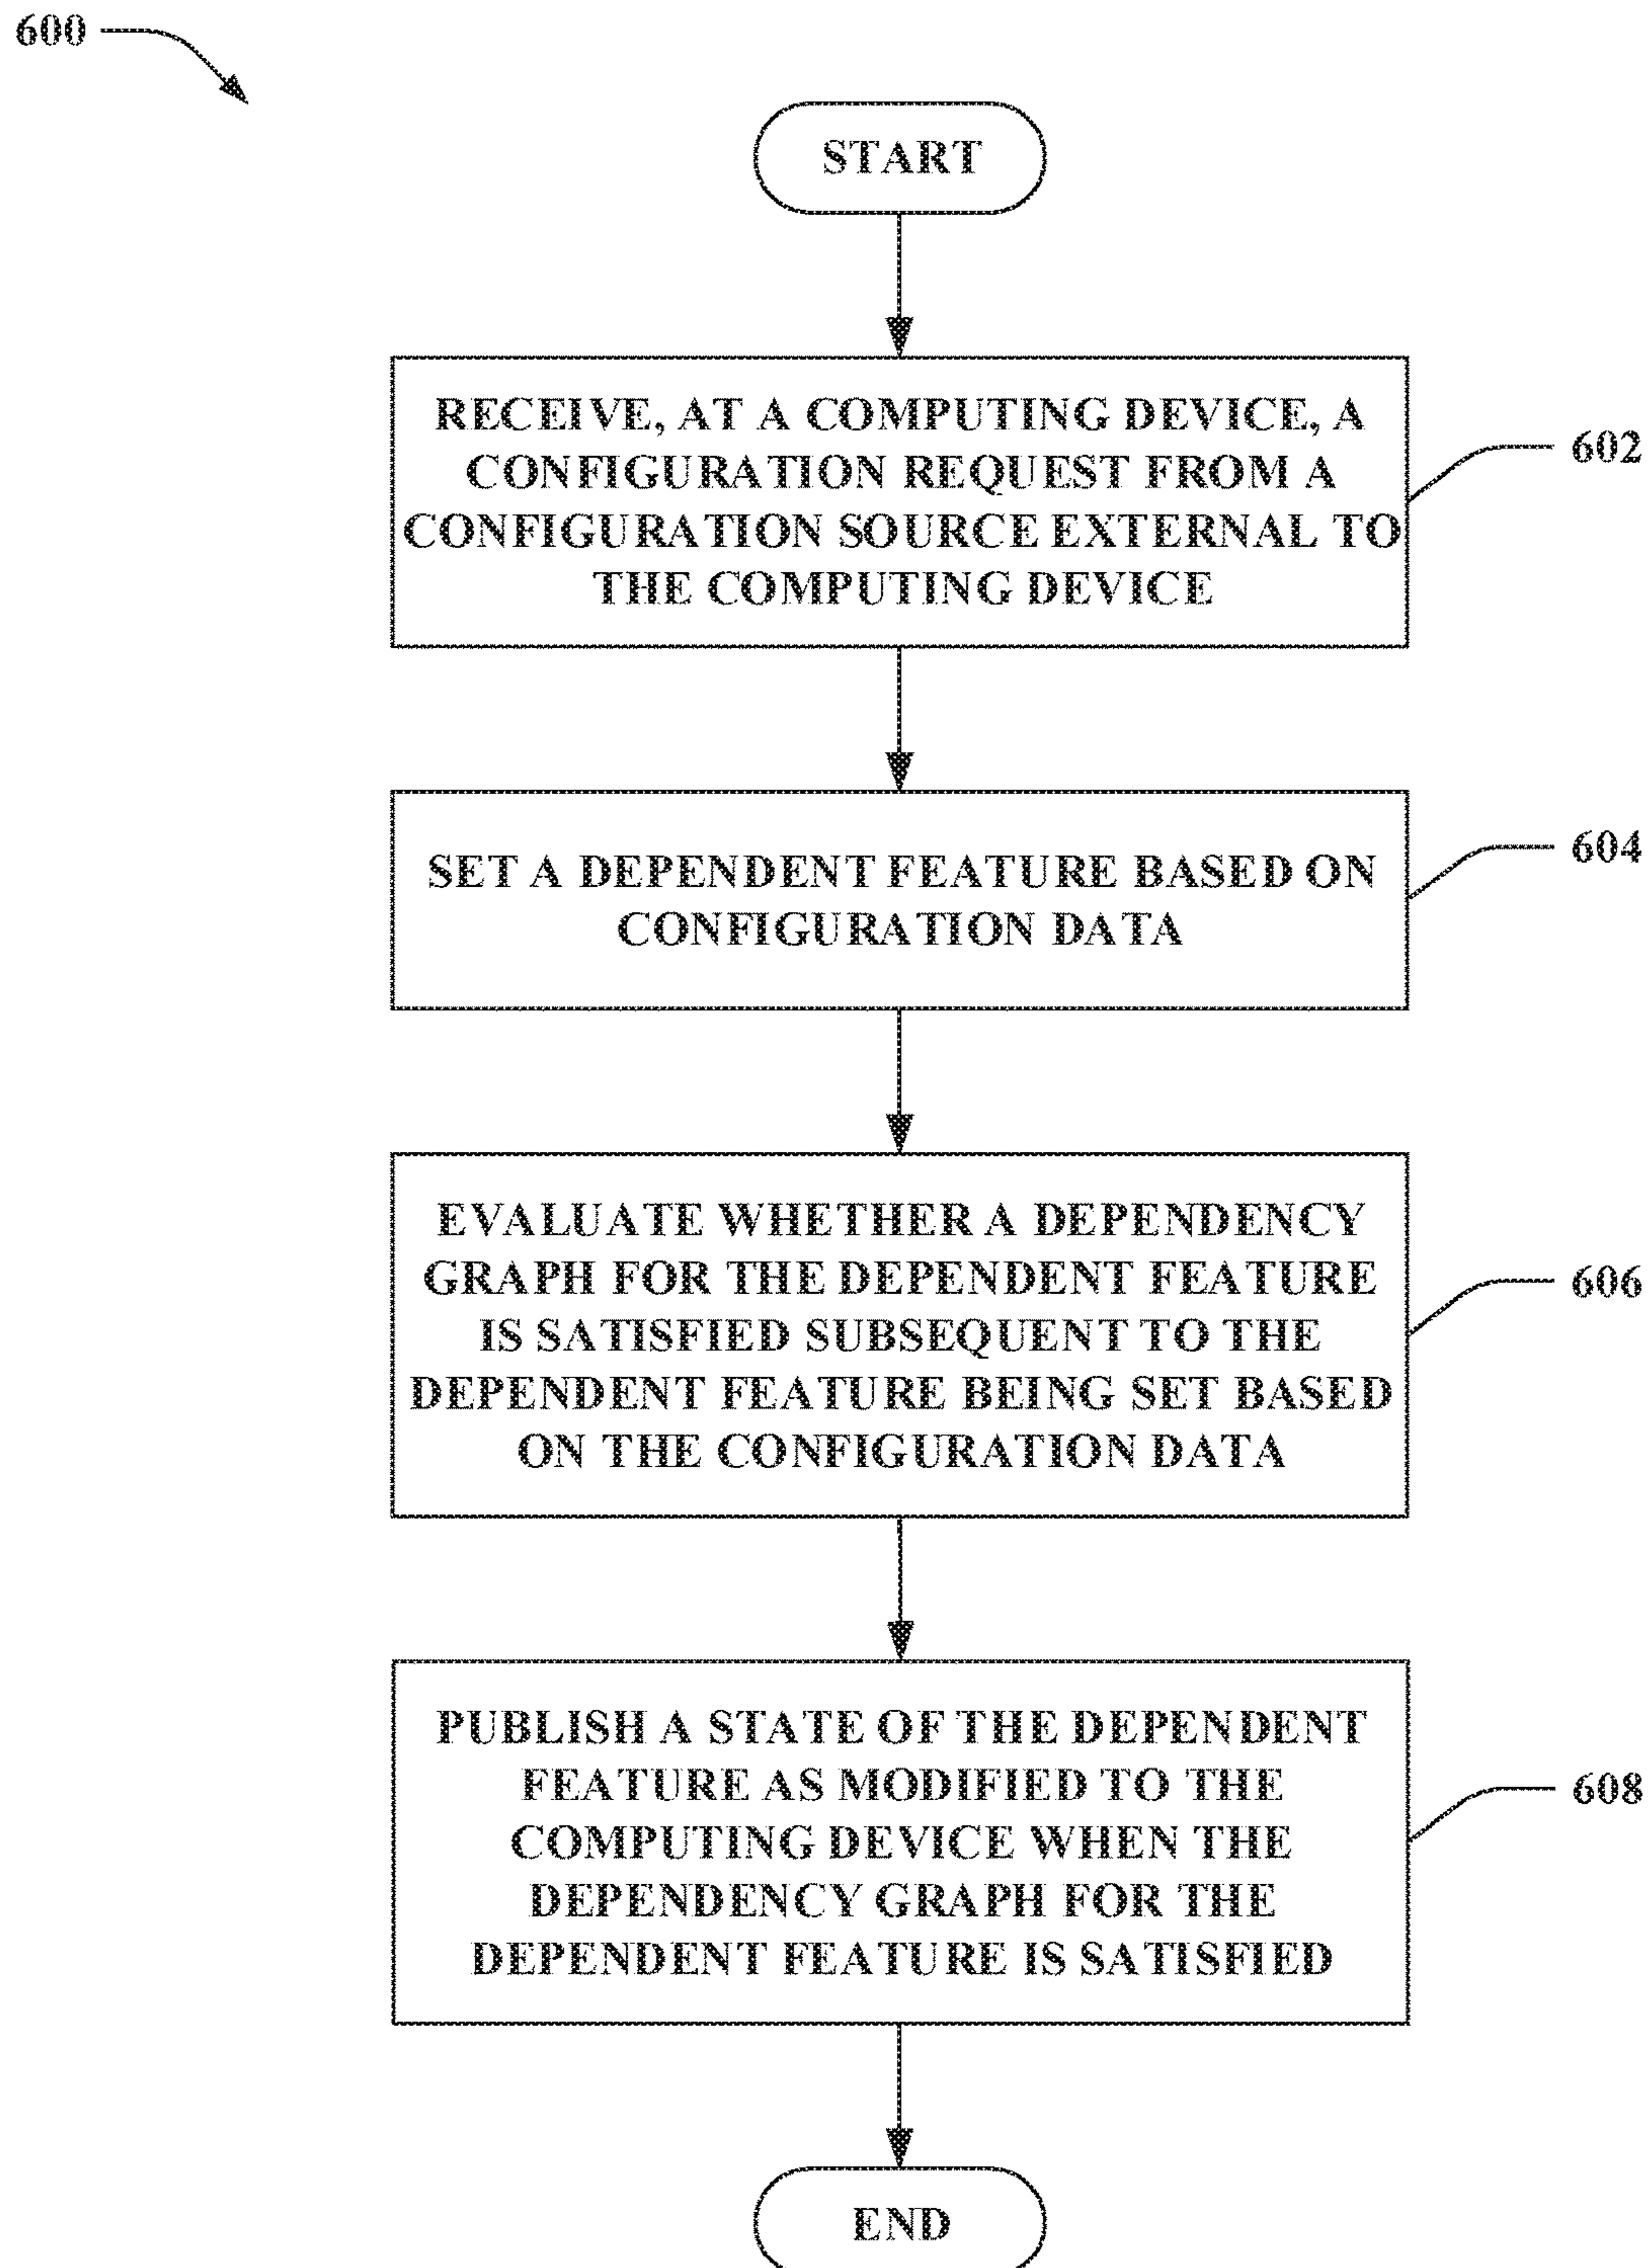 600
START
RECEIVE, AT A COMPUTING DEVICE, A
CONFIGURATION REQUEST FROM A
CONFIGURATION SOURCE EXTERNAL TO
THE COMPUTING DEVICE
602
SET A DEPENDENT FEATURE BASED ON
CONFIGURATION DATA
604
EVALUATE WHETHER A DEPENDENCY
GRAPH FOR THE DEPENDENT FEATURE
IS SATISFIED SUBSEQUENT TO THE
DEPENDENT FEATURE BEING SET BASED
ON THE CONFIGURATION DATA
606
PUBLISH A STATE OF THE DEPENDENT
FEATURE AS MODIFIED TO THE
COMPUTING DEVICE WHEN THE
DEPENDENCY GRAPH FOR THE
DEPENDENT FEATURE IS SATISFIED
608
END